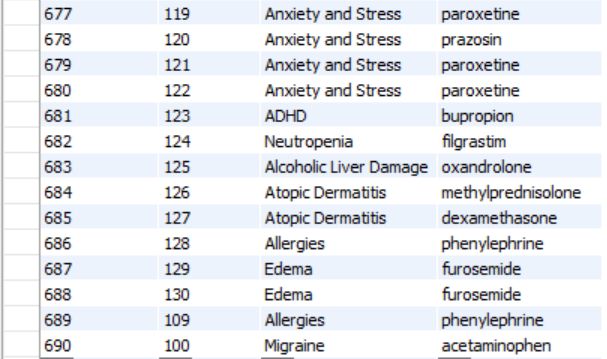 677 119 Anxiety and Stress paroxetine
678 120 Anxiety and Stress prazosin
679 121 Anxiety and Stress paroxetine
680 122 Anxiety and Stress paroxetine
681 123 ADHD bupropion
682 124 Neutropenia filgrastim
683 125 Alcoholic Liver Damage oxandrolone
684 126 Atopic Dermatitis methylprednisolone
685 127 Atopic Dermatitis dexamethasone
686 128 Allergies phenylephrine
687 129 Edema furosemide
688 130 Edema furosemide
689 109 Allergies phenylephrine
690 100 Migraine acetaminophen